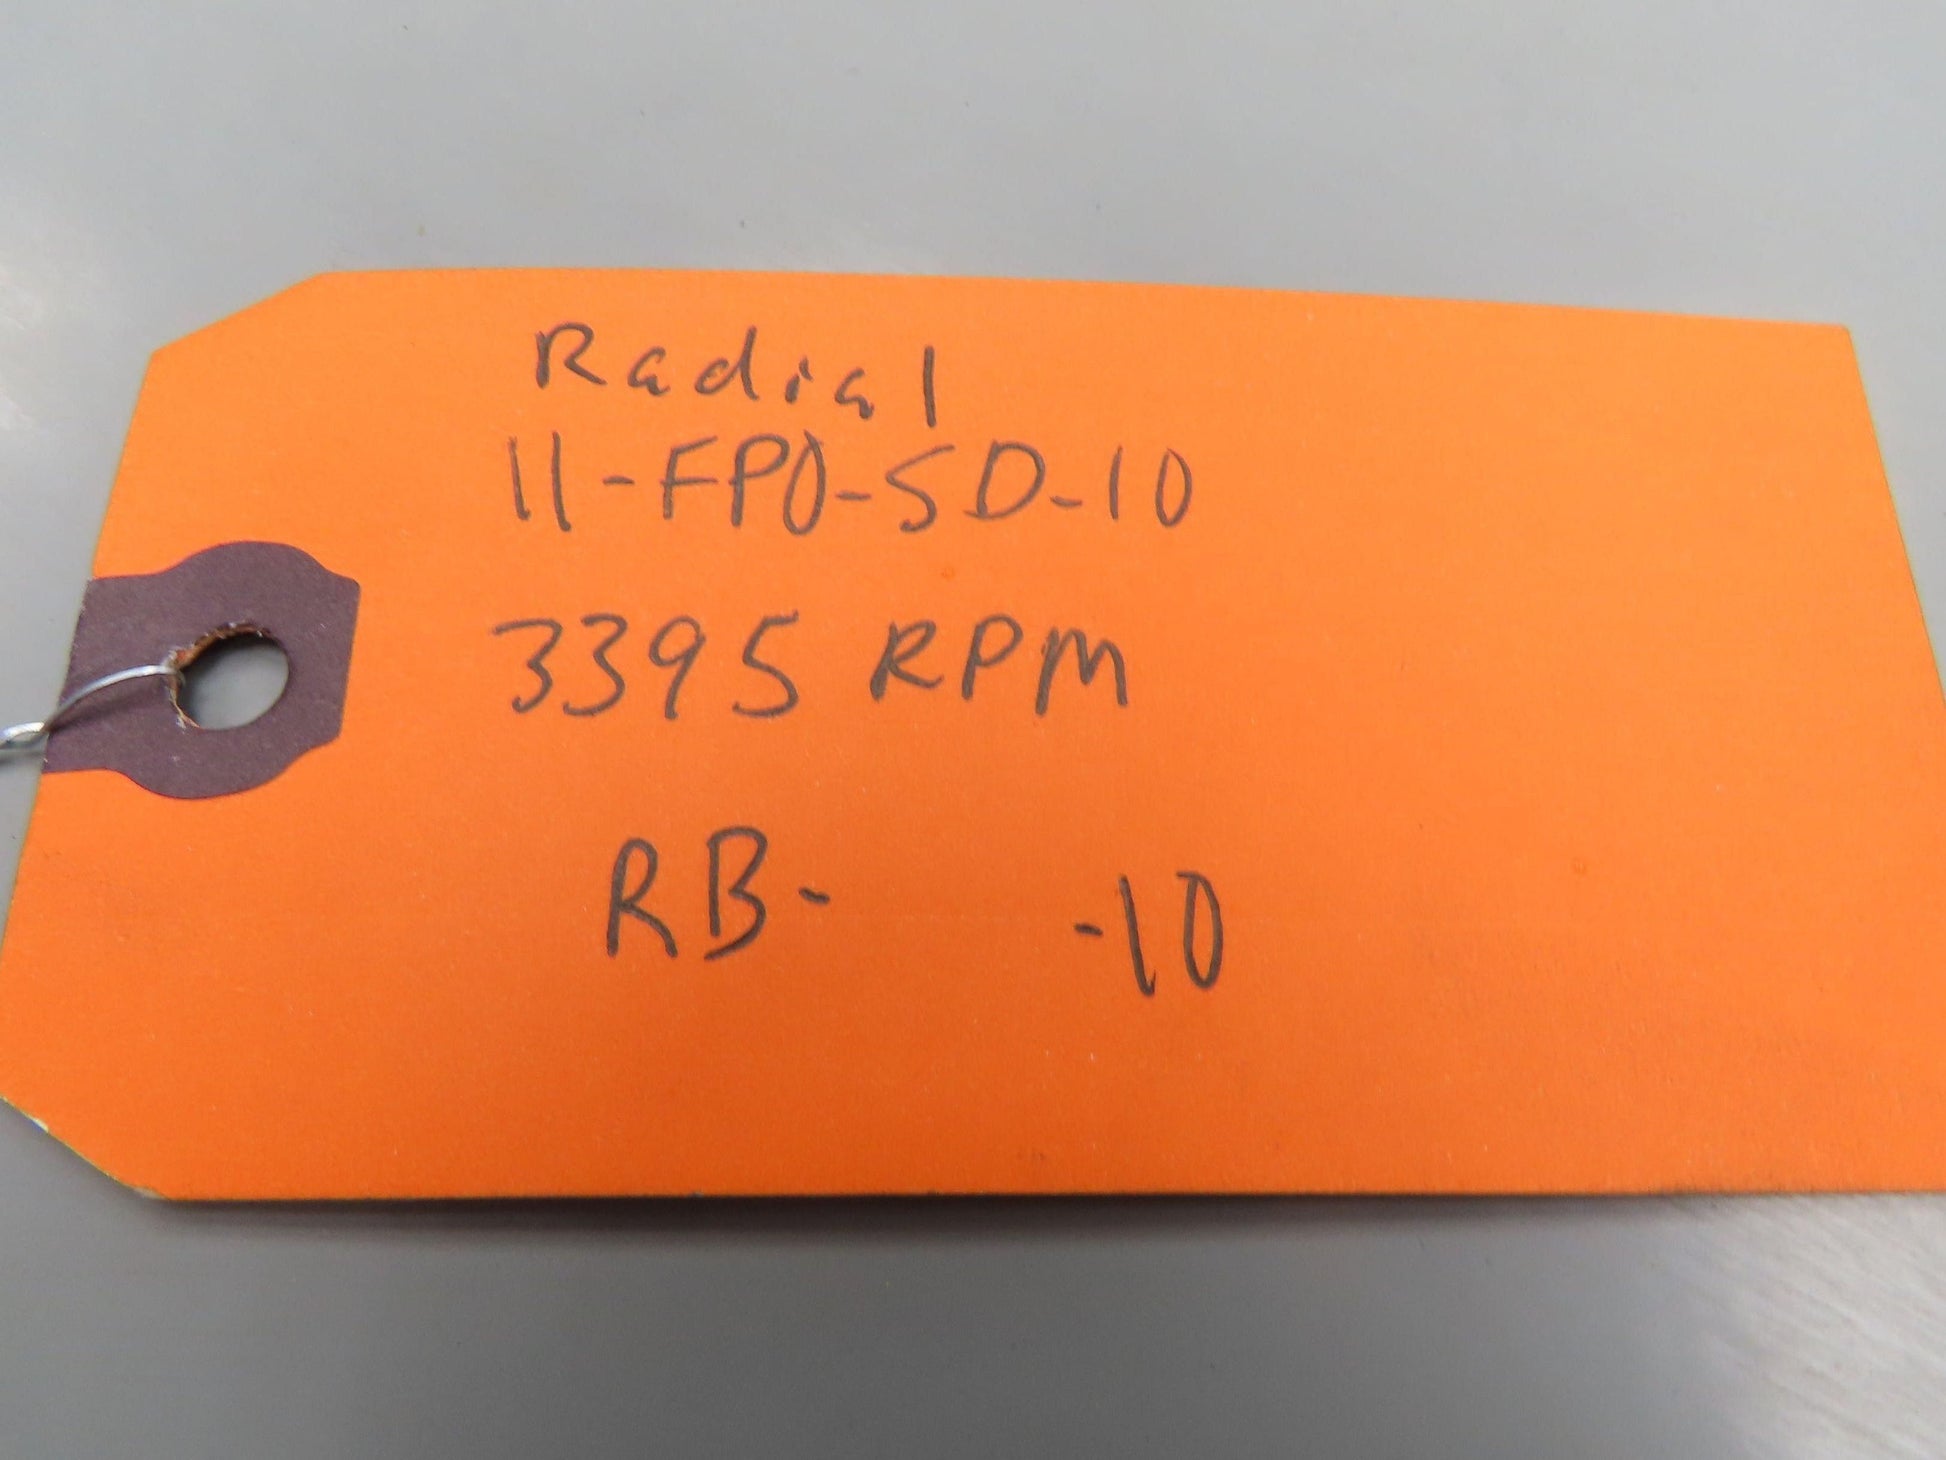 Radial
11-FPO-SD-10
3395 RPM
RB-     -10